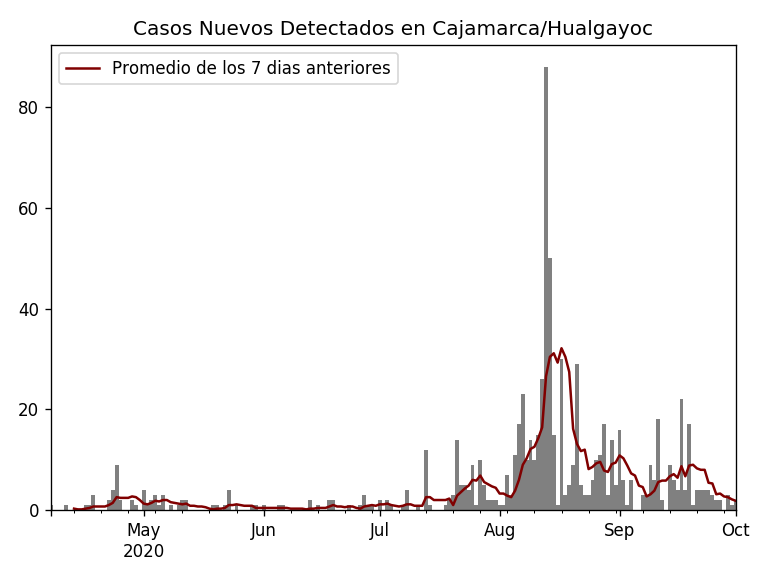 Casos Nuevos Detectados en Cajamarca/Hualgayoc
Promedio de los 7 dias anteriores
80
60
40
20
0
May Jun Jul Aug Sep Oct
2020